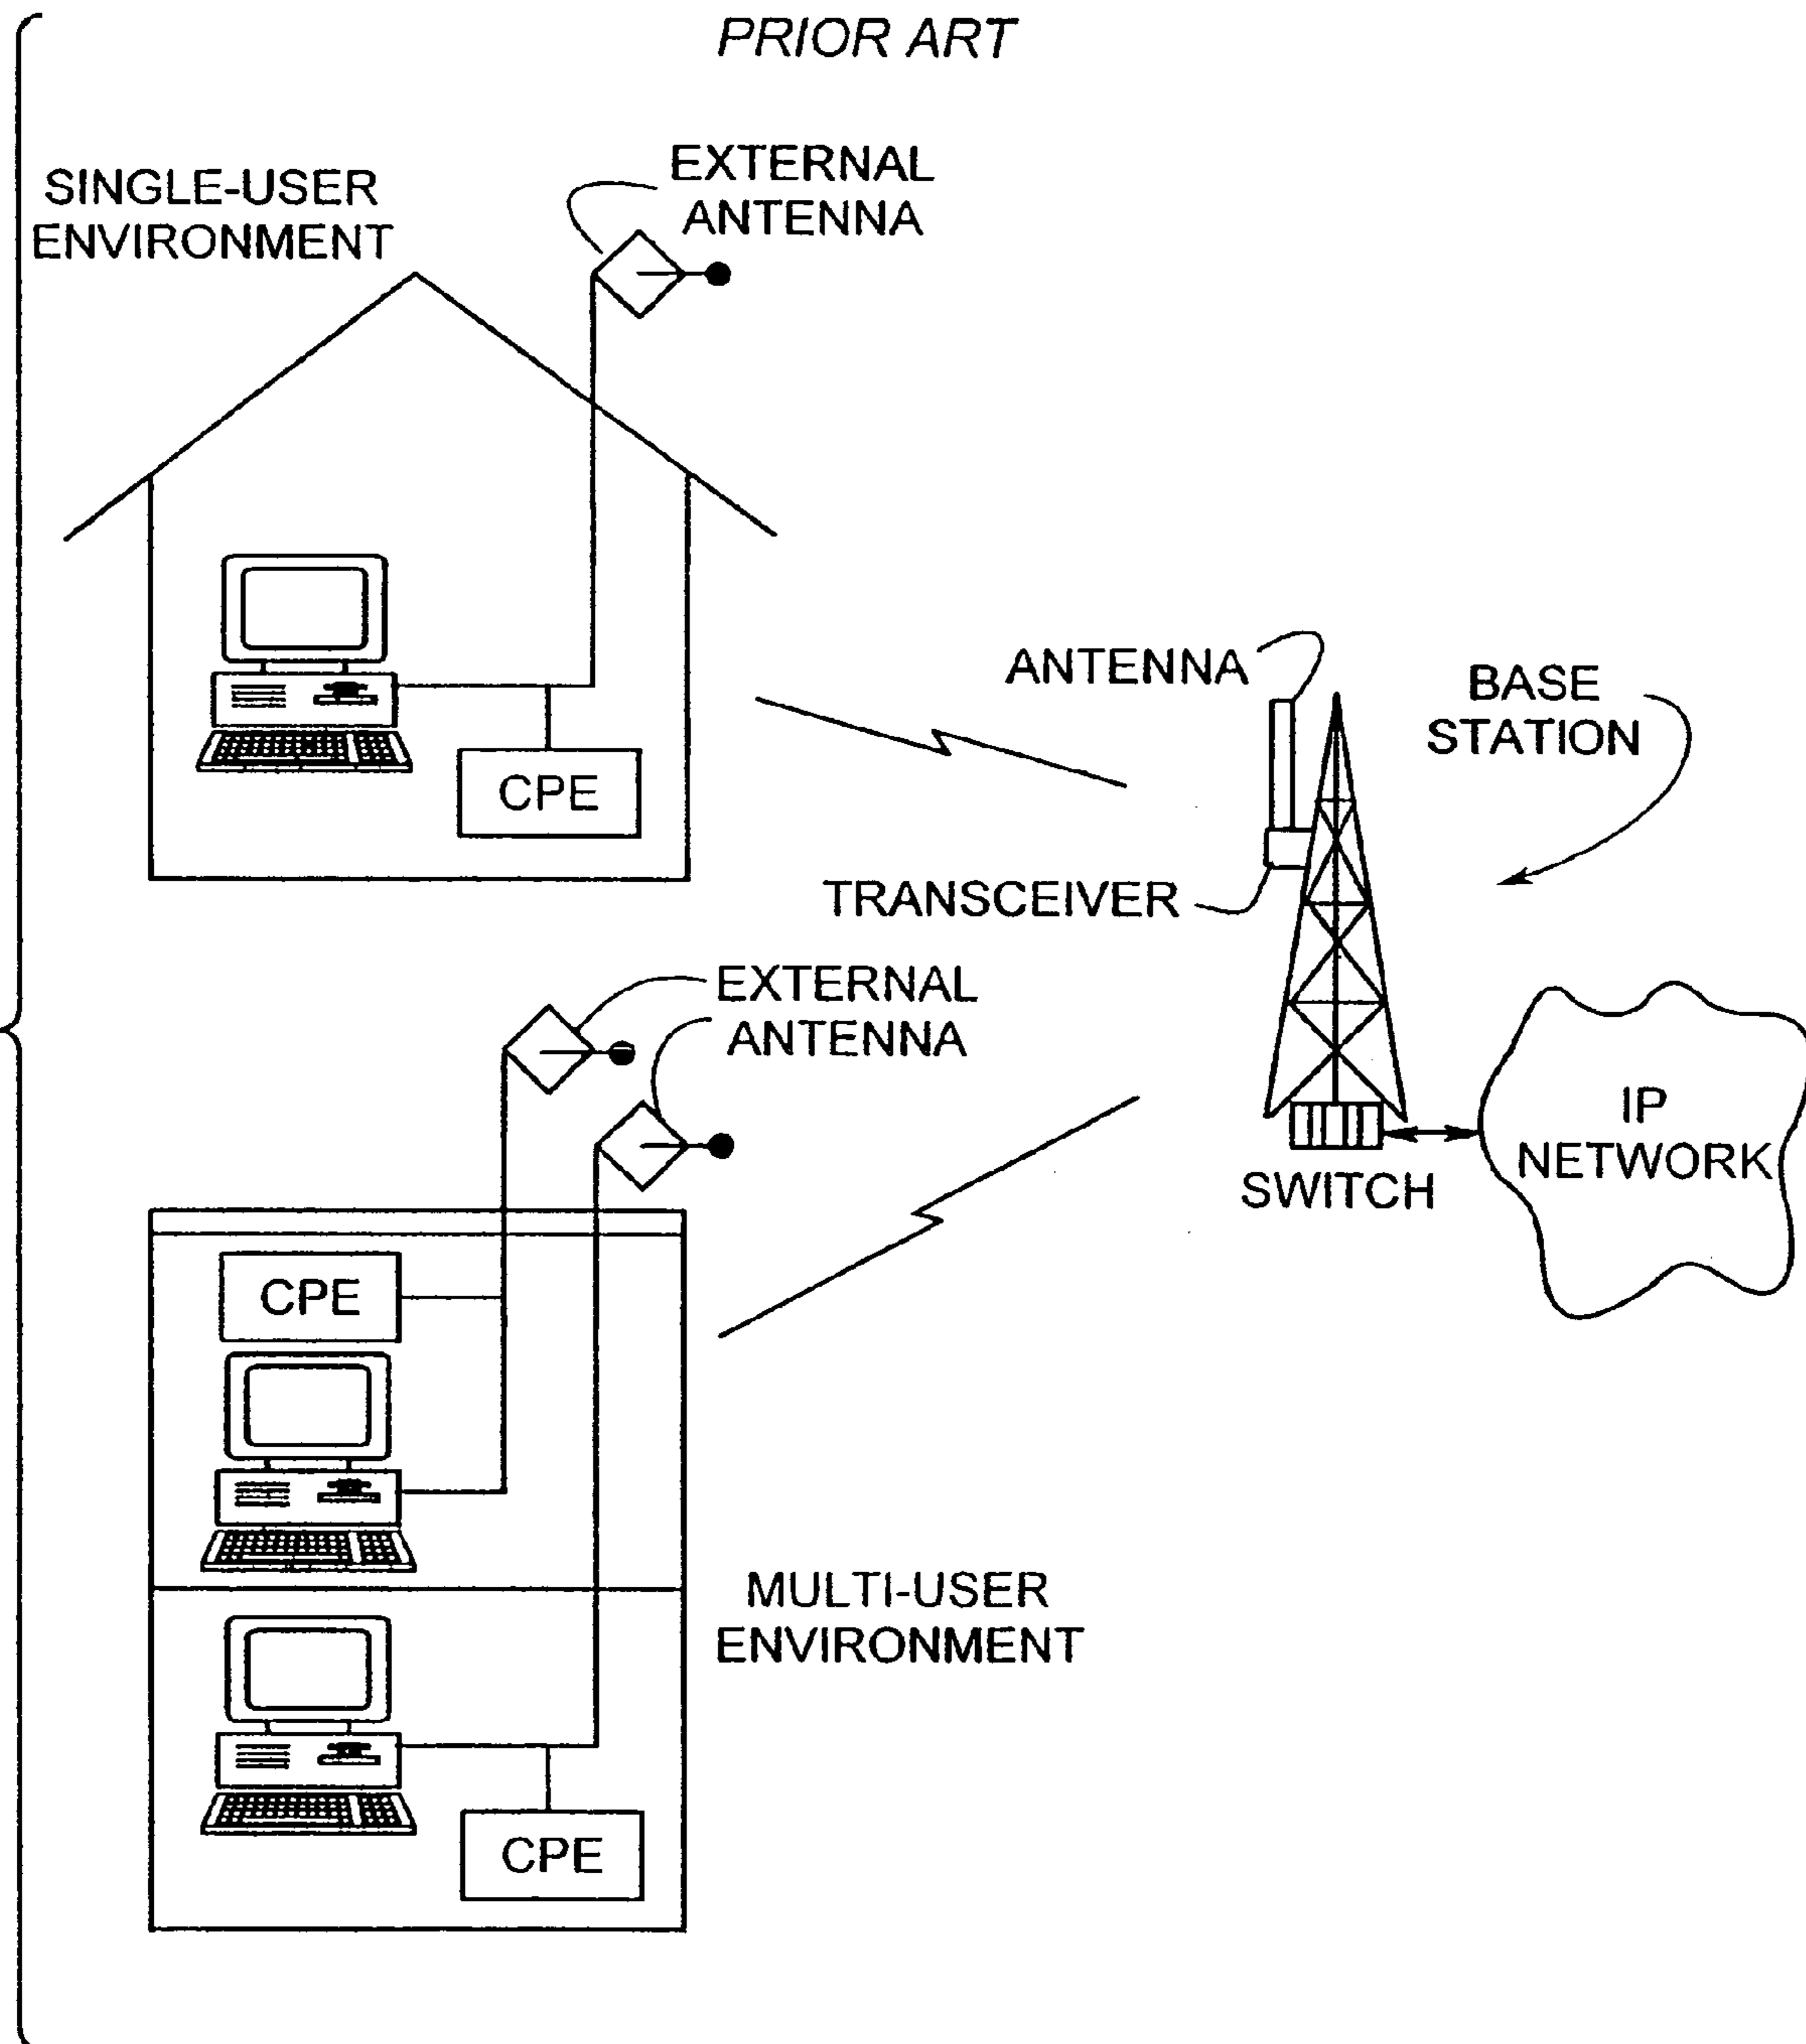 PRIOR ART
SINGLE-USER
ENVIRONMENT
EXTERNAL
ANTENNA
CPE
ANTENNA
BASE
STATION
TRANSCEIVER
EXTERNAL
ANTENNA
IP
NETWORK
SWITCH
CPE
MULTI-USER
ENVIRONMENT
CPE